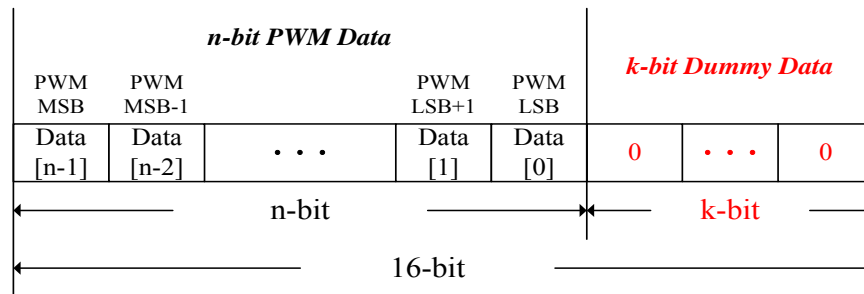 n-bit PWM Data
k-bit Dummy Data
PWM MSB
PWM MSB-1
PWM LSB+1
PWM LSB
Data [n-1]
Data [n-2]
· · ·
Data [1]
Data [0]
0
· · ·
0
n-bit
k-bit
16-bit